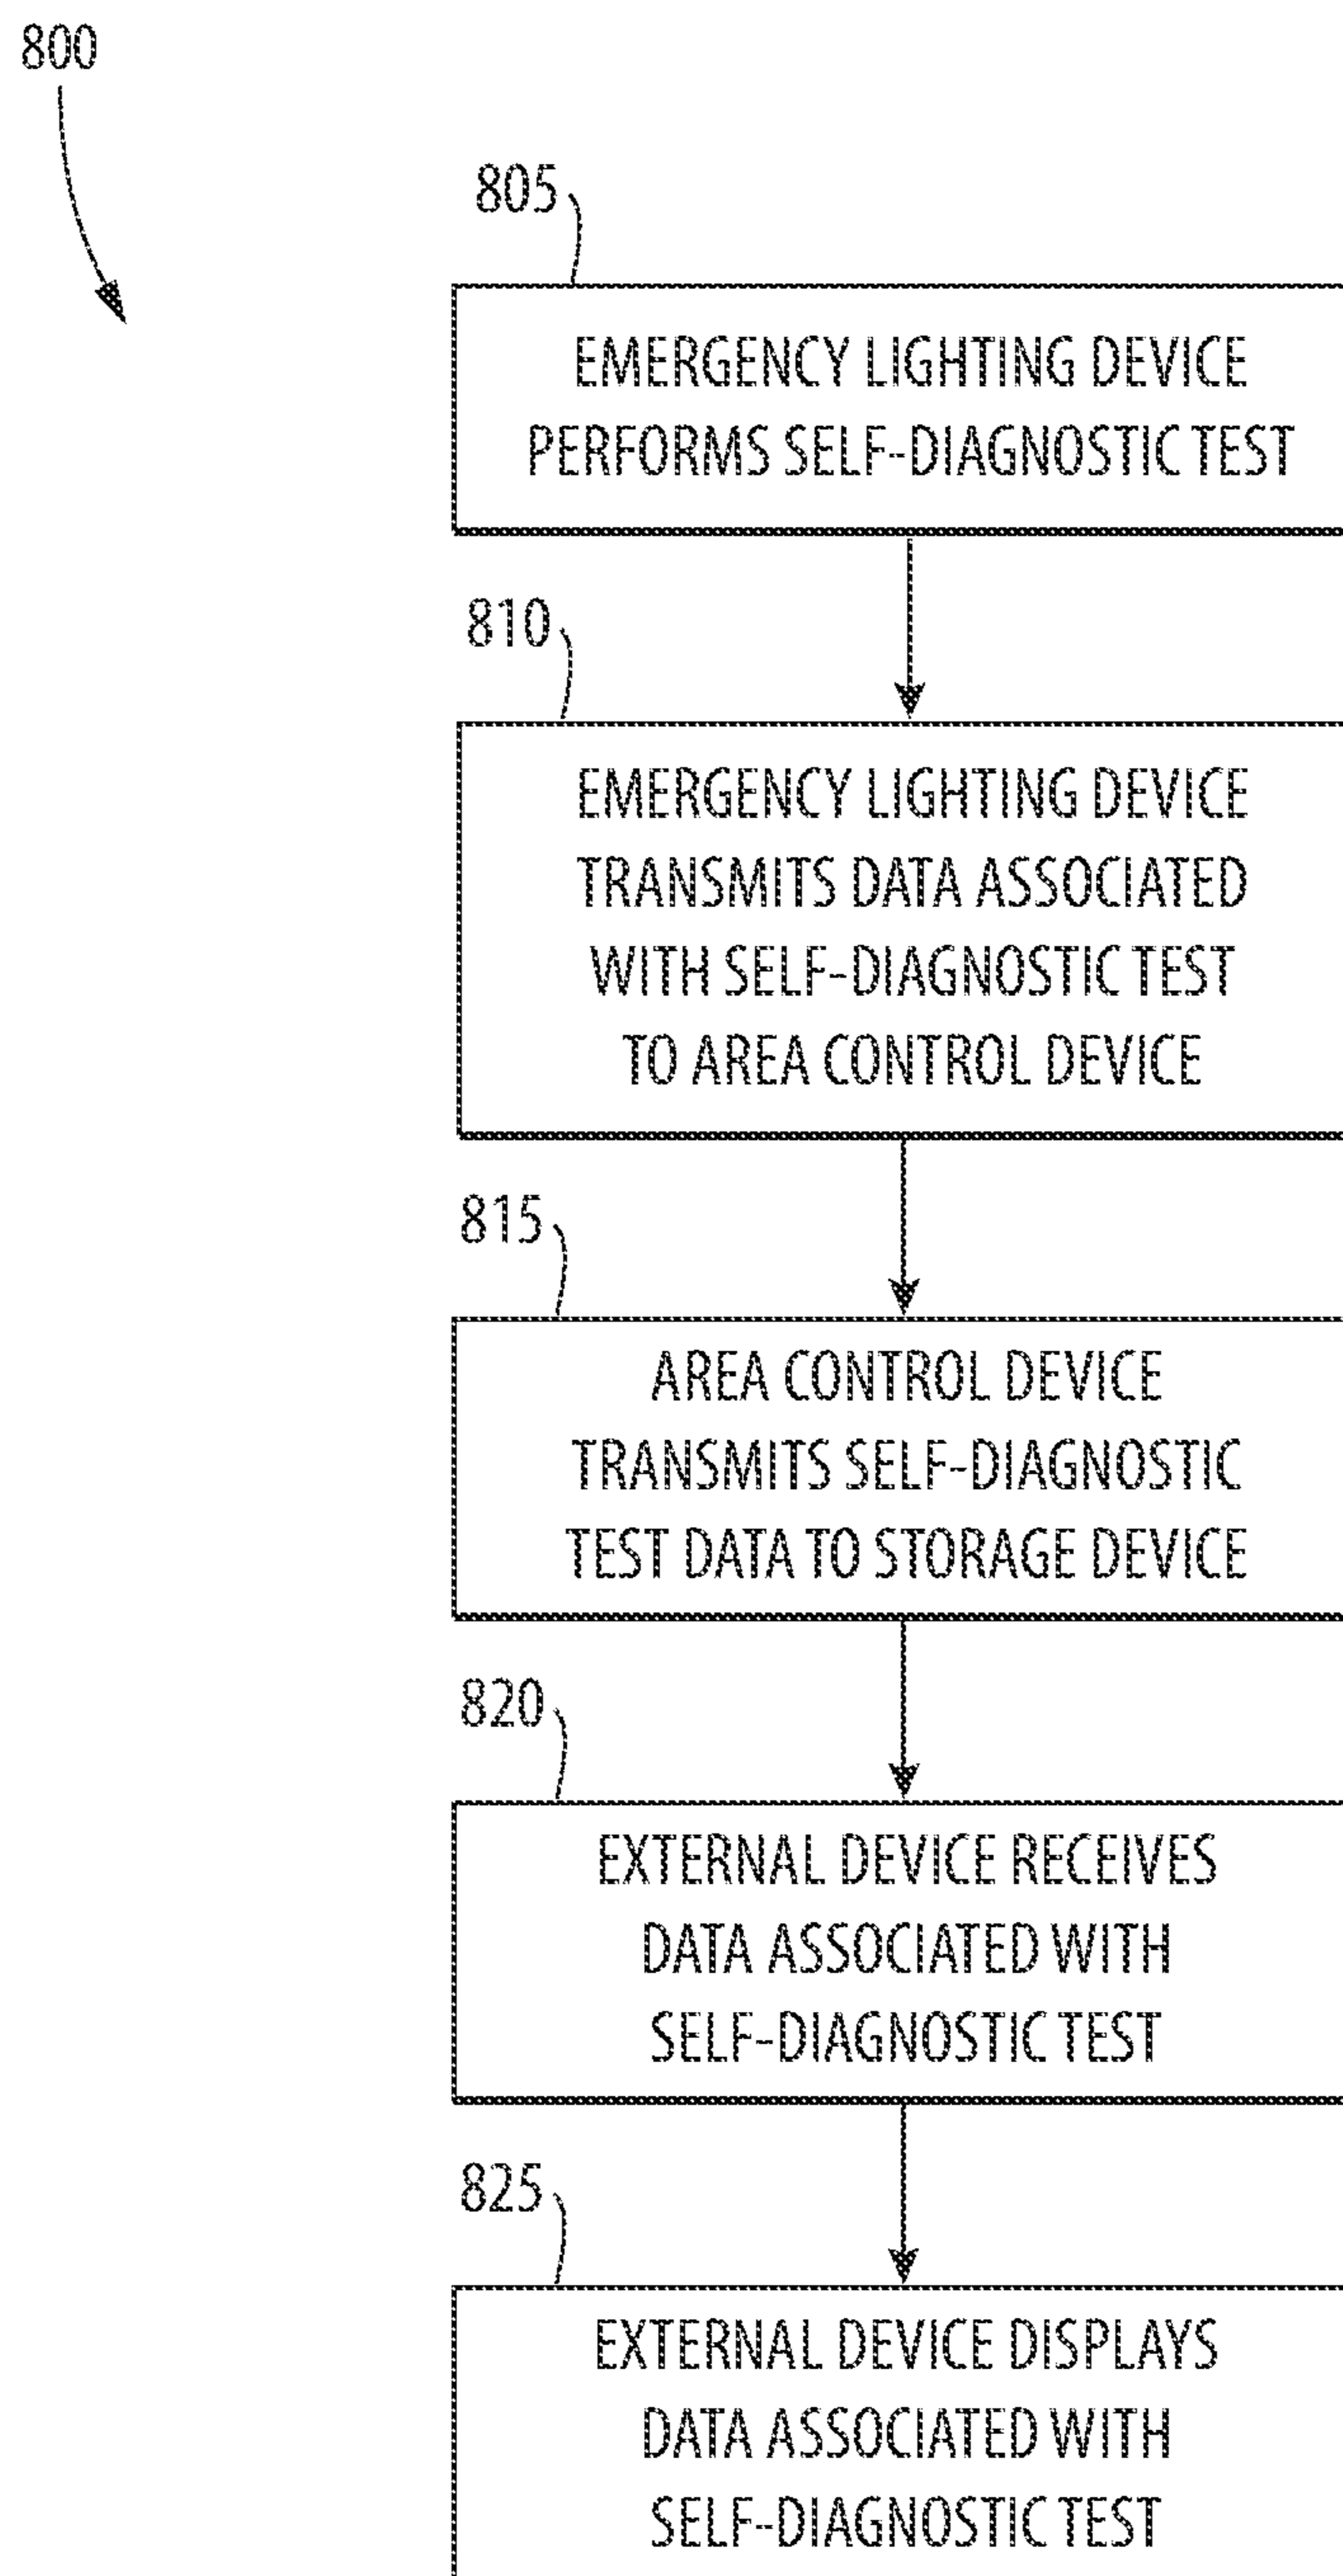 800
805
EMERGENCY LIGHTING DEVICE
PERFORMS SELF-DIAGNOSTIC TEST
810
EMERGENCY LIGHTING DEVICE
TRANSMITS DATA ASSOCIATED
WITH SELF-DIAGNOSTIC TEST
TO AREA CONTROL DEVICE
815
AREA CONTROL DEVICE
TRANSMITS SELF-DIAGNOSTIC
TEST DATA TO STORAGE DEVICE
820
EXTERNAL DEVICE RECEIVES
DATA ASSOCIATED WITH
SELF-DIAGNOSTIC TEST
825
EXTERNAL DEVICE DISPLAYS
DATA ASSOCIATED WITH
SELF-DIAGNOSTIC TEST